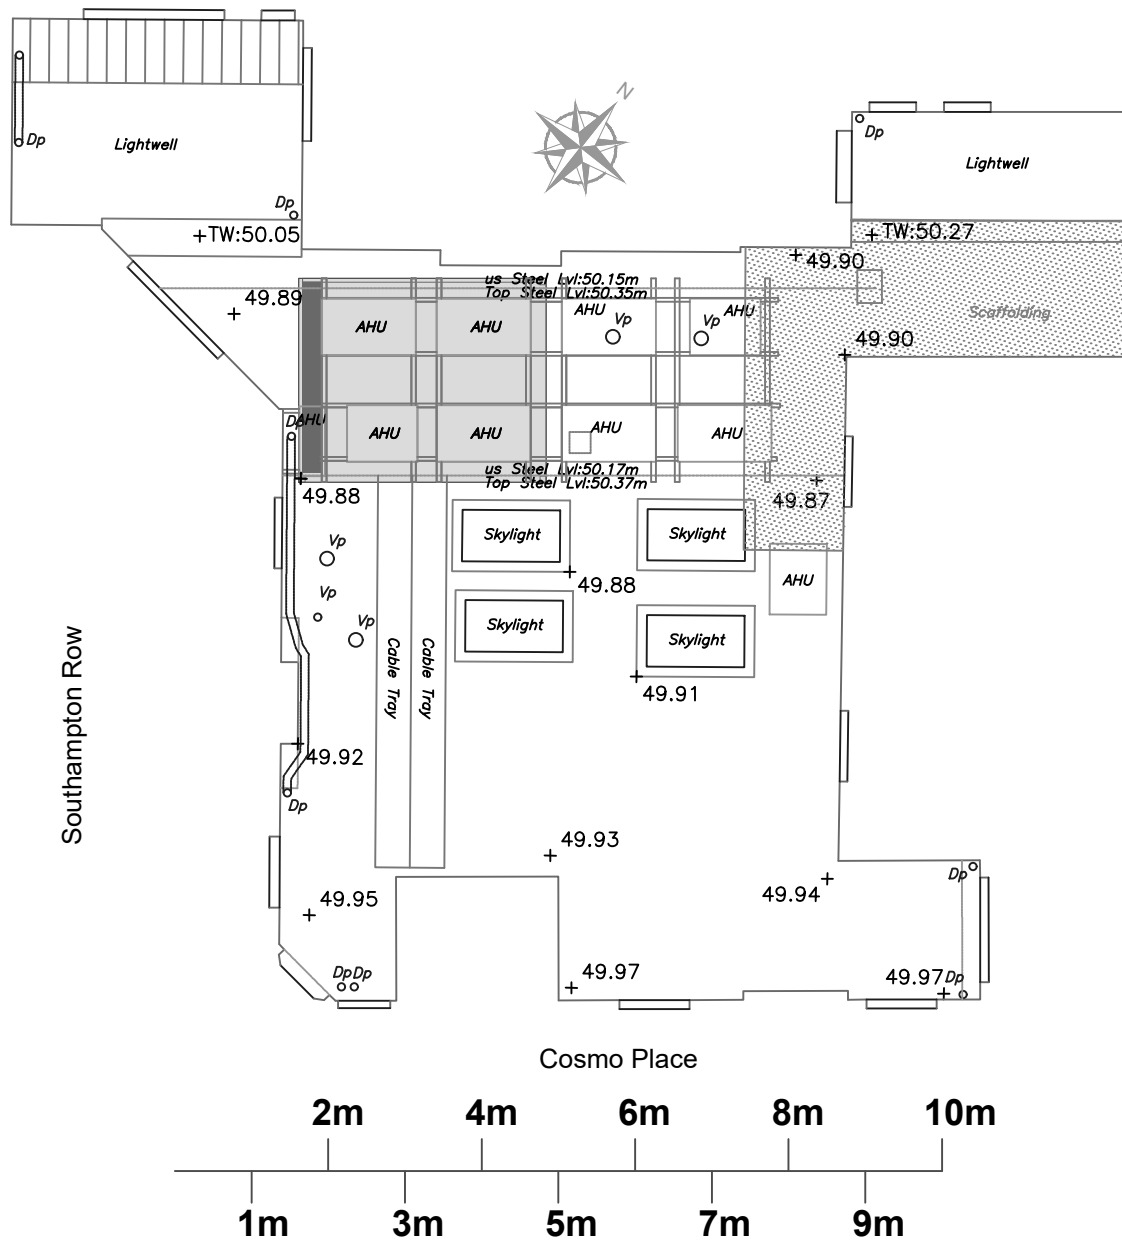 N
Dp
Lightwell
Dp
Lightwell
Dp
TW:50.05
TW:50.27
49.90
us Steel Lvl:50.15m
Top Steel Lvl:50.35m
49.89
AHU
AHU
Scaffolding
AHU
AHU
Vp
Vp
49.90
Dp
AHU
AHU
AHU
AHU
AHU
us Steel Lvl:50.17m
Top Steel Lvl:50.37m
49.88
49.87
Skylight
Skylight
Vp
AHU
49.88
Vp
Vp
Skylight
Skylight
Cable Tray
Cable Tray
49.91
Southampton Row
49.92
Dp
49.93
49.95
49.94
Dp
Dp
Dp
49.97
49.97
Dp
Cosmo Place
2m
4m
6m
8m
10m
1m
3m
5m
7m
9m